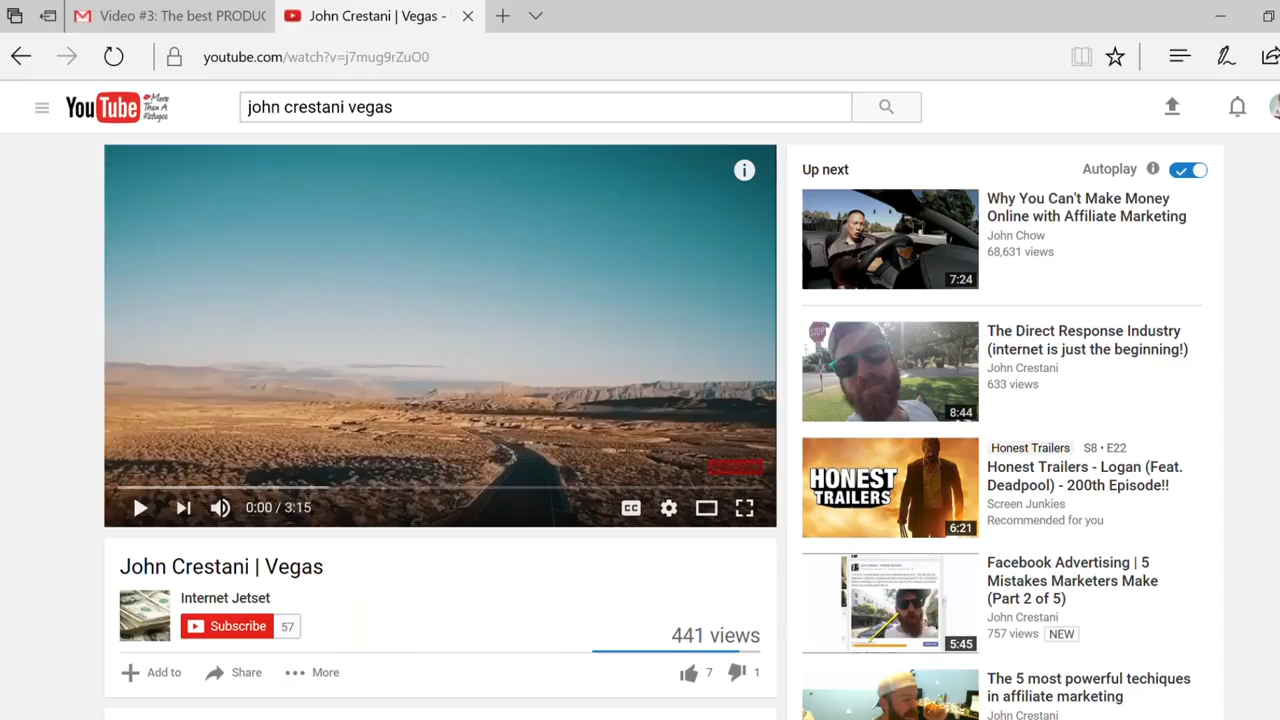 Video #3: The best PRODUC
John Crestani | Vegas -
youtube.com/watch?v=j7mug9rZuO0
YouTube
More
Than A
Refugee
john crestani vegas
Up next
Autoplay
Why You Can't Make Money
Online with Affiliate Marketing
John Chow
68,631 views
7:24
The Direct Response Industry
(internet is just the beginning!)
John Crestani
633 views
8:44
Honest Trailers S8 • E22
Honest Trailers - Logan (Feat.
Deadpool) - 200th Episode!!
Screen Junkies
Recommended for you
HONEST
TRAILERS
6:21
0:00 / 3:15
CC
John Crestani | Vegas
Internet Jetset
Subscribe 57
441 views
Add to
Share
More
7
1
Facebook Advertising | 5
Mistakes Marketers Make
(Part 2 of 5)
John Crestani
757 views NEW
5:45
The 5 most powerful techiques
in affiliate marketing
John Crestani